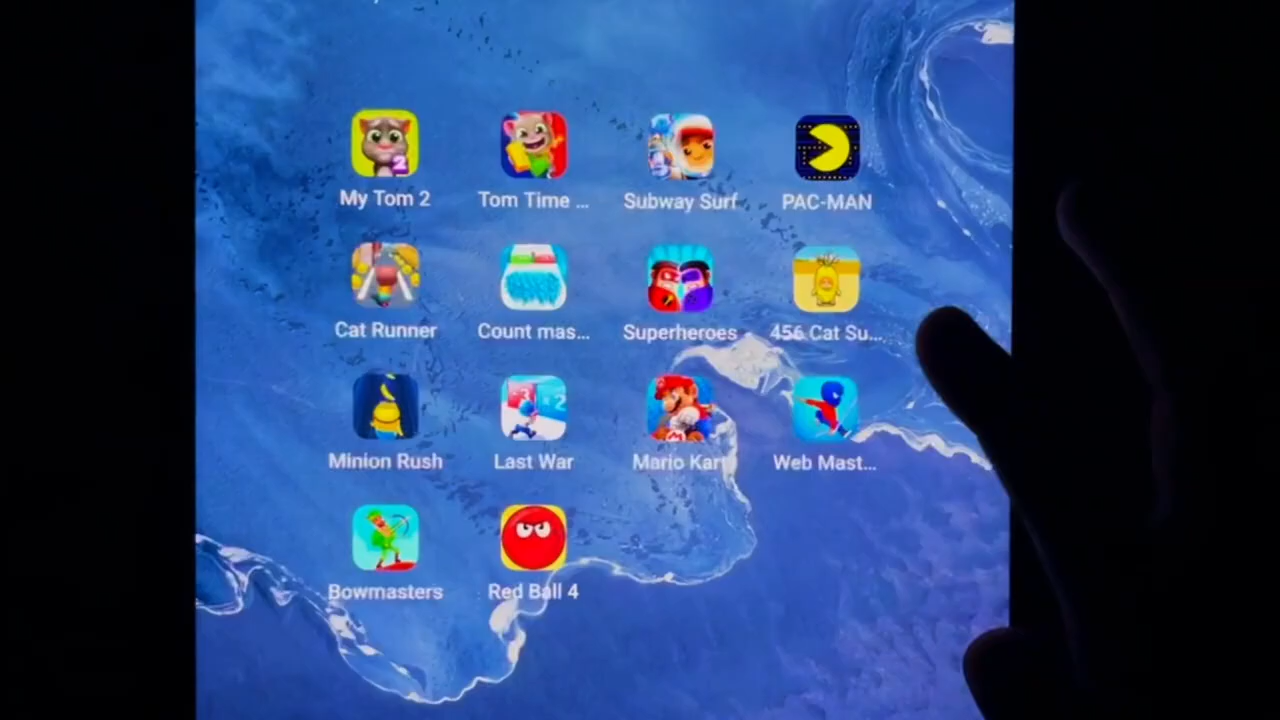 My Tom 2
Tom Time ...
Subway Surf
PAC-MAN
Cat Runner
Count mas...
Superheroes
456 Cat Su...
Minion Rush
Last War
Mario Kart
Web Mast...
Bowmasters
Red Ball 4